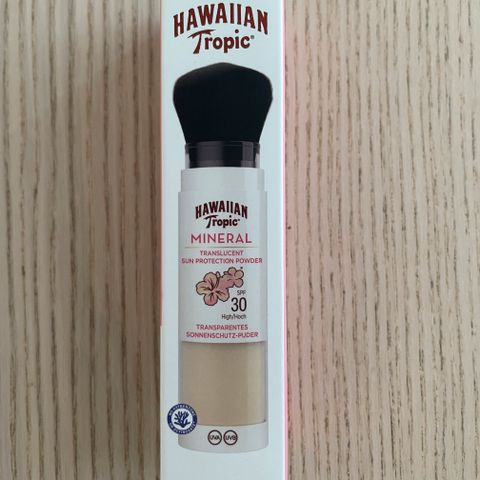 HAWAIIAN
Tropic®
HAWAIIAN
Tropic®
MINERAL
TRANSLUCENT
SUN PROTECTION POWDER
SPF
30
High/Hoch
TRANSPARENTES
SONNENSCHUTZ-PUDER
UVA UVB